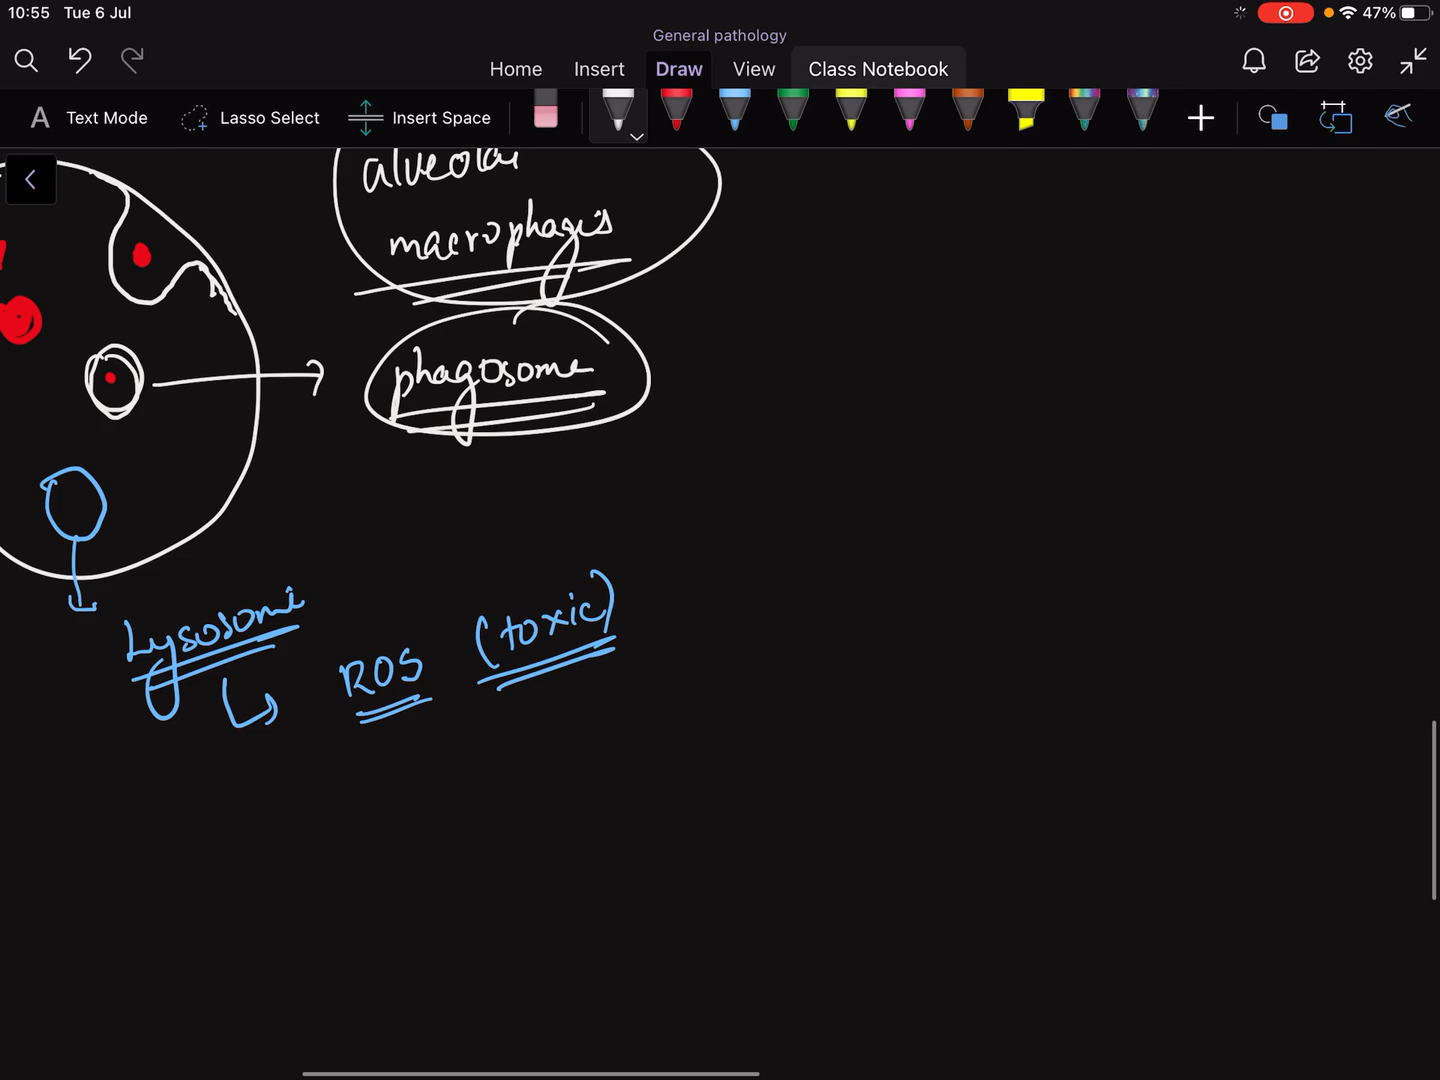 10:55 Tue 6 Jul
47%
General pathology
Home Insert Draw View Class Notebook
A Text Mode Lasso Select Insert Space
alveolar
macrophages
phagosome
Lysosome
ROS (toxic)